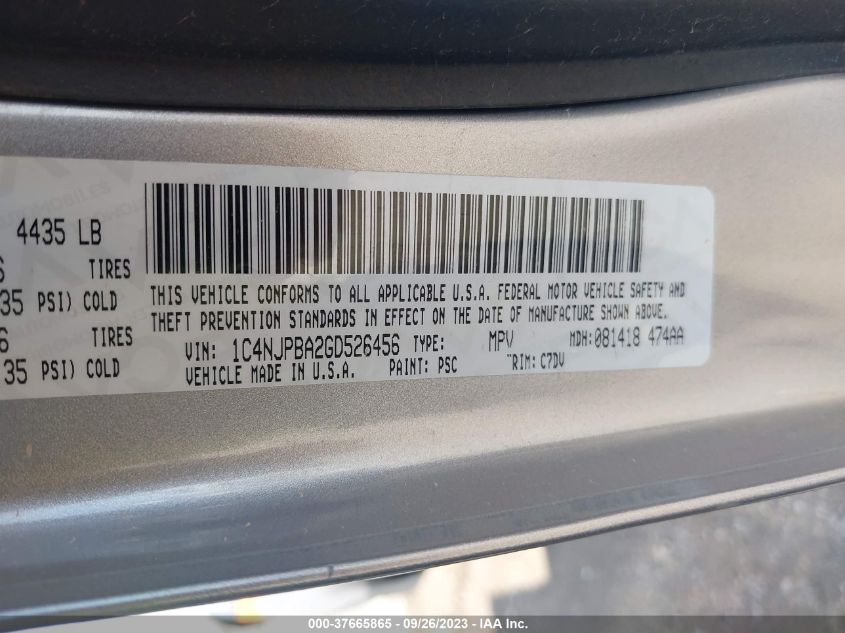 4435 LB
TIRES
35 PSI) COLD
THIS VEHICLE CONFORMS TO ALL APPLICABLE U.S.A. FEDERAL MOTOR VEHICLE SAFETY AND
6 TIRES
THEFT PREVENTION STANDARDS IN EFFECT ON THE DATE OF MANUFACTURE SHOWN ABOVE.
35 PSI) COLD
VIN: 1C4NJPBA2GD526456 TYPE: MPV MDH:081418 474AA
VEHICLE MADE IN U.S.A. PAINT: PSC TRIM: C7DV
000-37665865 - 09/26/2023 - IAA Inc.